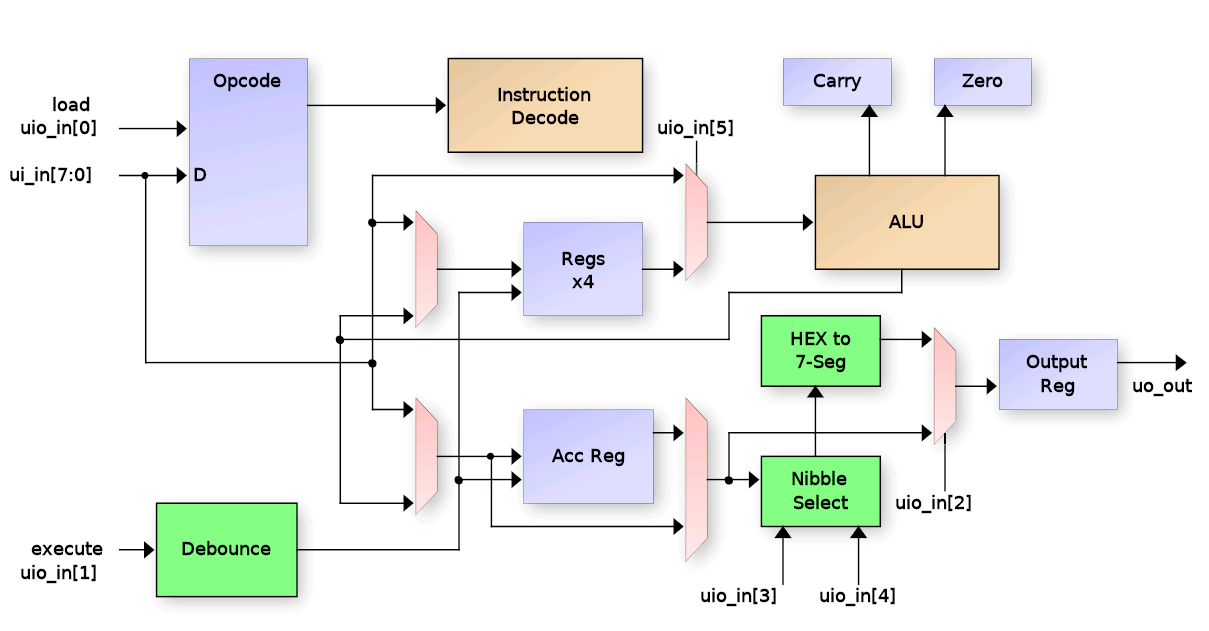 Opcode
Instruction
Decode
Carry
Zero
load
uio_in[0]
uio_in[5]
ui_in[7:0]
D
ALU
Regs
x4
HEX to
7-Seg
Output
Reg
uo_out
Acc Reg
Nibble
Select
uio_in[2]
execute
uio_in[1]
Debounce
uio_in[3]
uio_in[4]